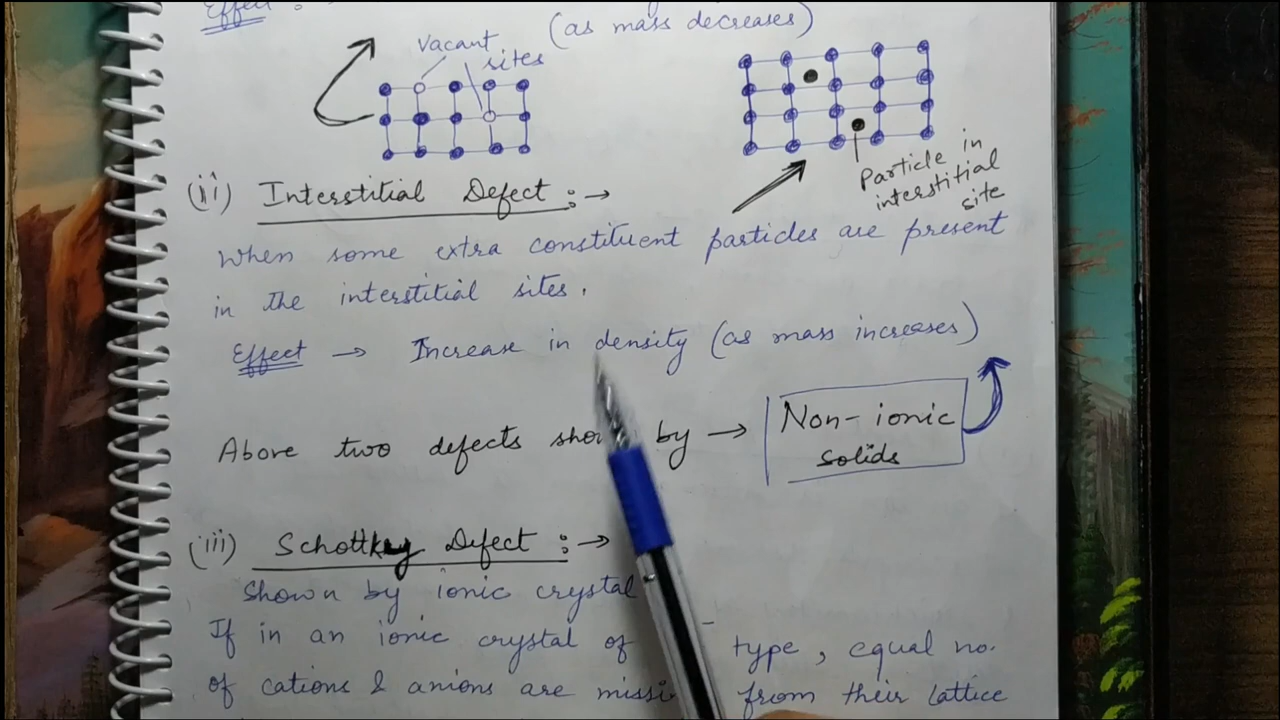 Effect :
(as mass decreases)
Vacant
sites
Particle in
interstitial
site
(ii) Interstitial Defect :→
When some extra constituent particles are present
in the interstitial sites.
Effect → Increase in density (as mass increases)
Above two defects by → Non-ionic
solids
(iii) Schottky Defect :→
Shown by ionic crystal
If in an ionic crystal of type, equal no.
of cations & anions are from their lattice